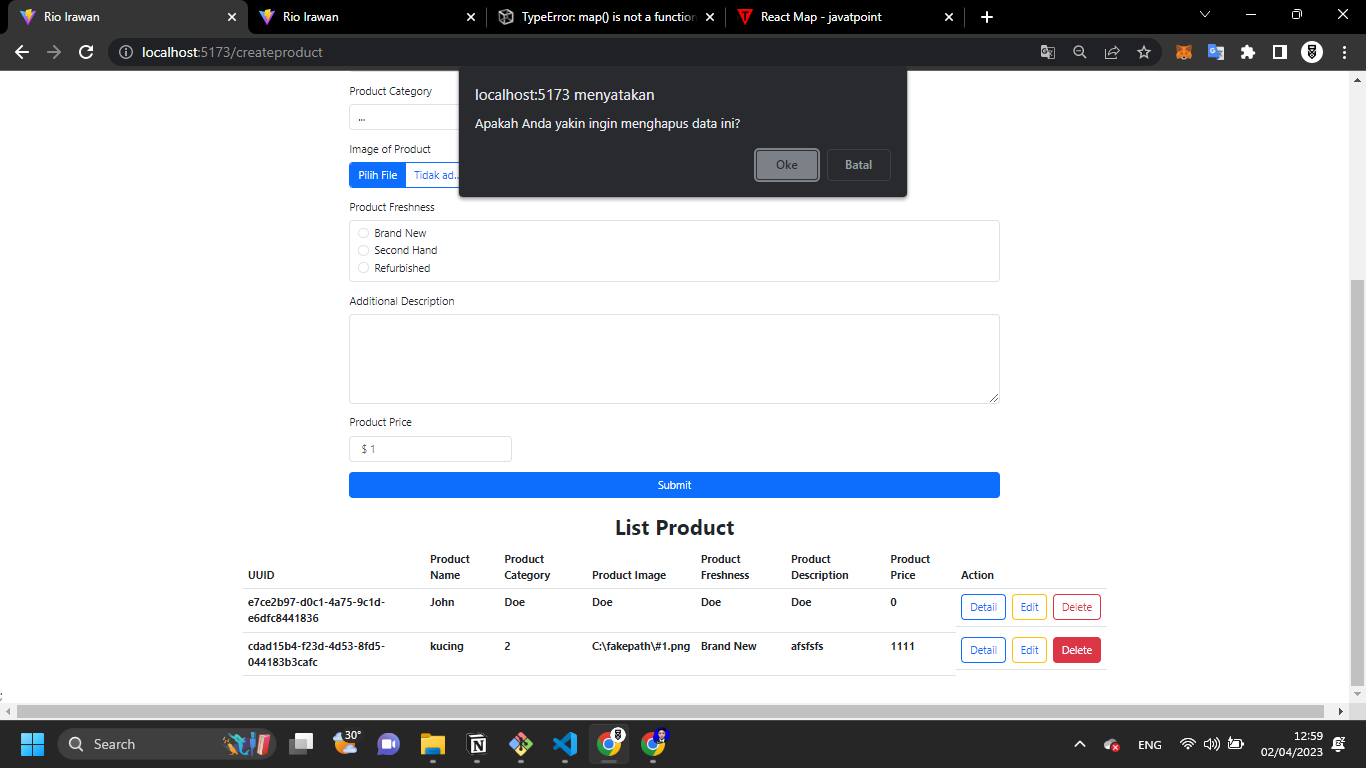 Rio Irawan
Rio Irawan
TypeError: map() is not a function
React Map - javatpoint
localhost:5173/createproduct
localhost:5173 menyatakan
Apakah Anda yakin ingin menghapus data ini?
Oke
Batal
Product Category
...
Image of Product
Pilih File
Tidak ad...
Product Freshness
Brand New
Second Hand
Refurbished
Additional Description
Product Price
$ 1
Submit
List Product
UUID
Product Name
Product Category
Product Image
Product Freshness
Product Description
Product Price
Action
e7ce2b97-d0c1-4a75-9c1d-
e6dfc8441836
John
Doe
Doe
Doe
Doe
0
Detail
Edit
Delete
cdad15b4-f23d-4d53-8fd5-
044183b3cafc
kucing
2
C:\fakepath\#1.png
Brand New
afsfsfs
1111
Detail
Edit
Delete
;
Search
30°
ENG
12:59
02/04/2023